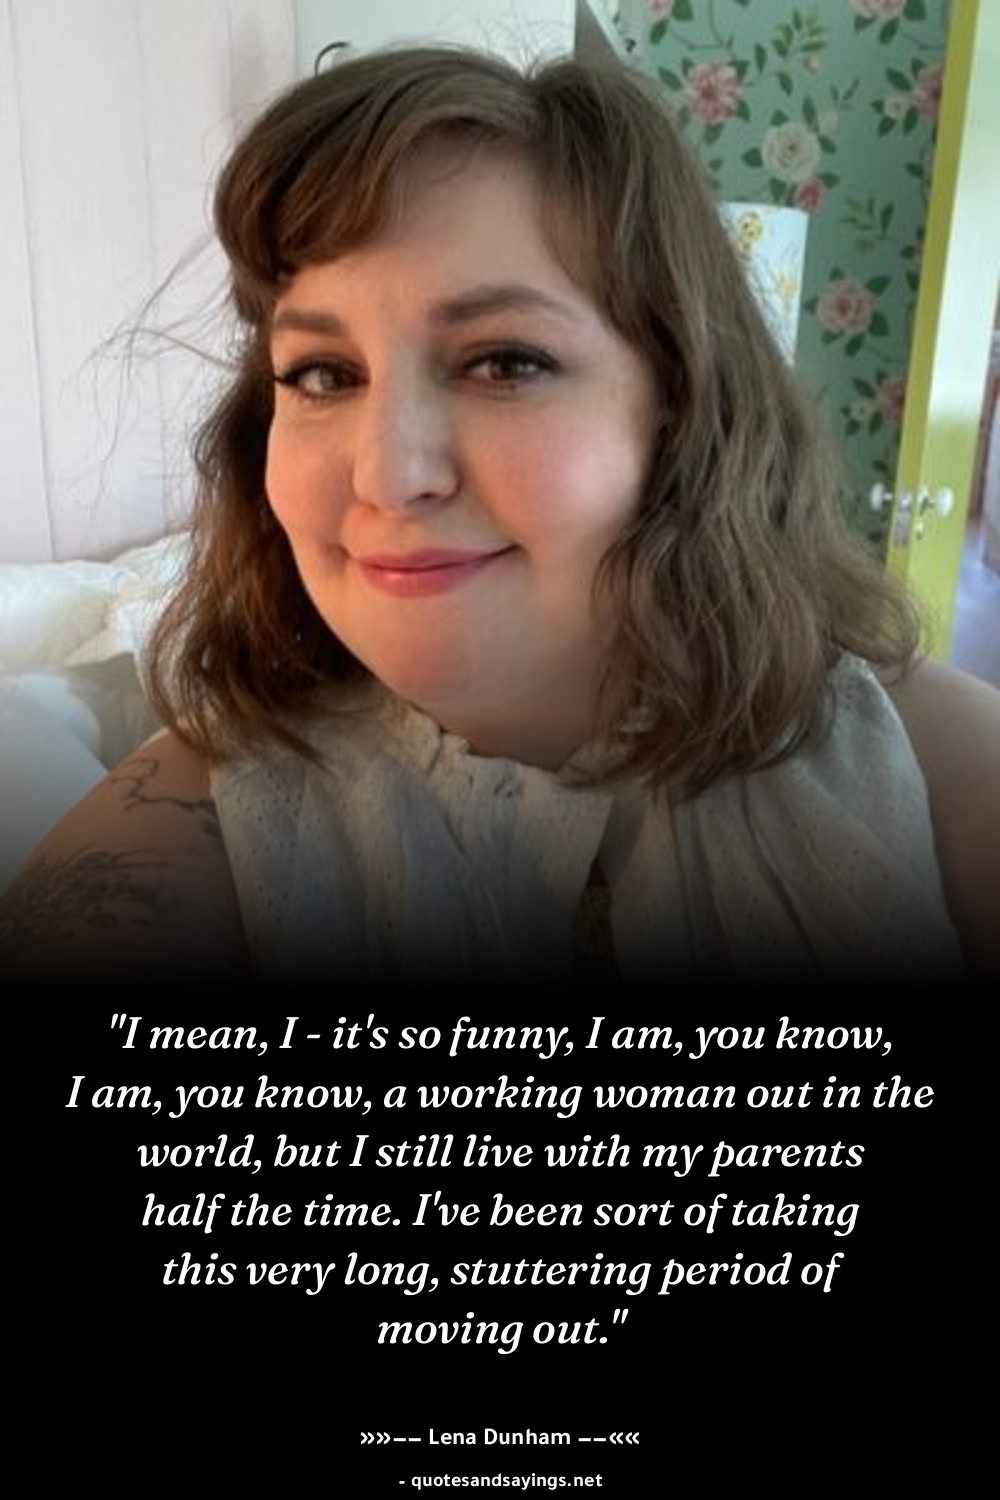 "I mean, I - it's so funny, I am, you know,
I am, you know, a working woman out in the
world, but I still live with my parents
half the time. I've been sort of taking
this very long, stuttering period of
moving out."
»»–– Lena Dunham ––««
- quotesandsayings.net